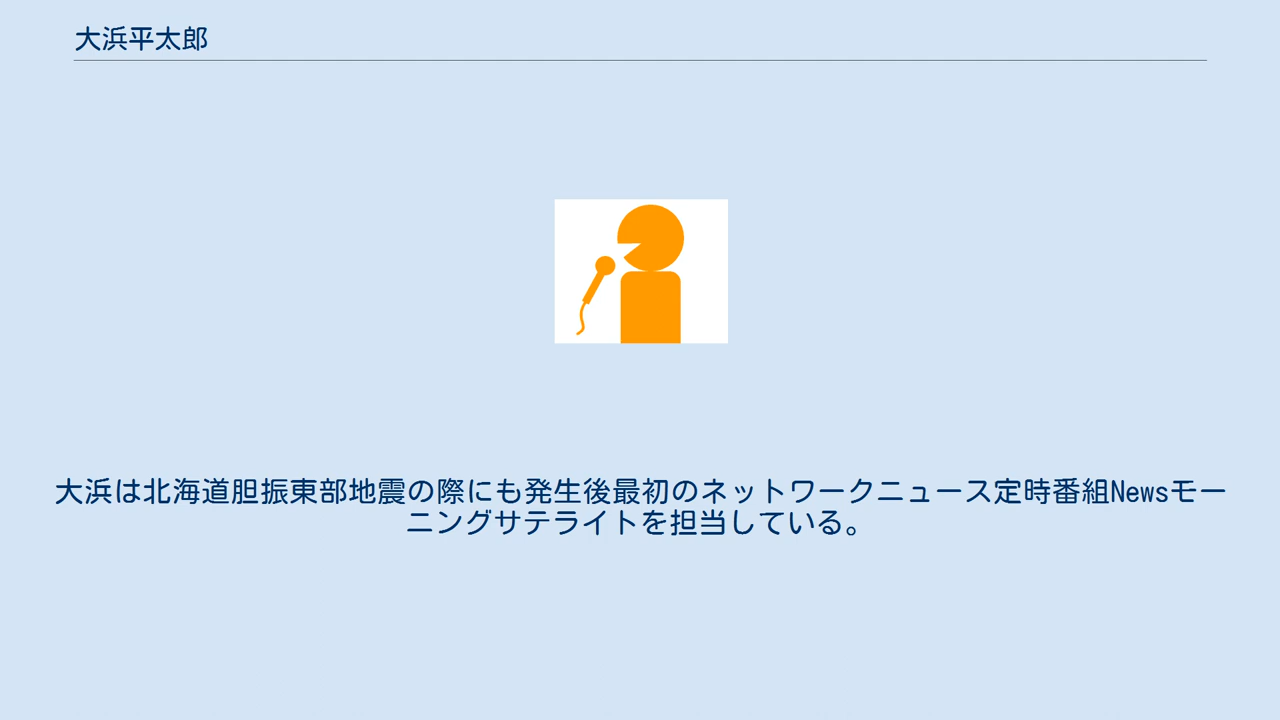 大浜平太郎
大浜は北海道胆振東部地震の際にも発生後最初のネットワークニュース定時番組Newsモー
ニングサテライトを担当している。